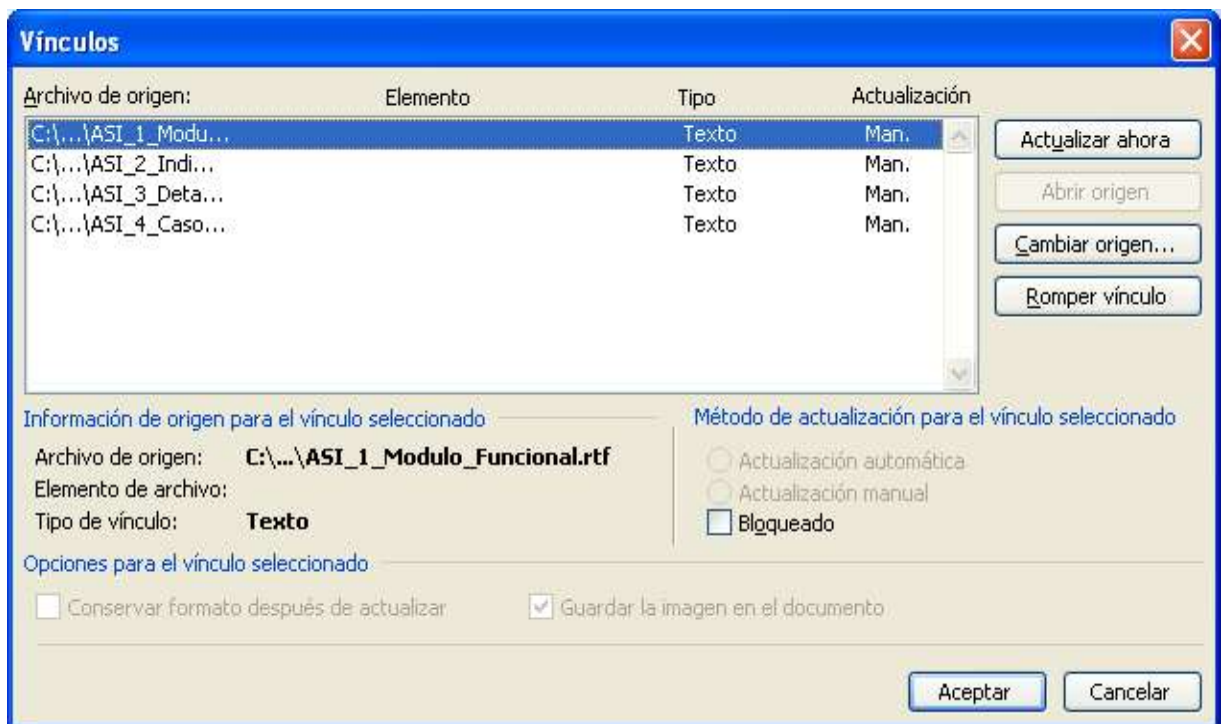 Vínculos
Archivo de origen: Elemento Tipo Actualización
C:\...\ASI_1_Modu... Texto Man.
C:\...\ASI_2_Indi... Texto Man.
C:\...\ASI_3_Deta... Texto Man.
C:\...\ASI_4_Caso... Texto Man.
Actualizar ahora
Abrir origen
Cambiar origen...
Romper vínculo
Información de origen para el vínculo seleccionado
Archivo de origen: C:\...\ASI_1_Modulo_Funcional.rtf
Elemento de archivo:
Tipo de vínculo: Texto
Método de actualización para el vínculo seleccionado
Actualización automática
Actualización manual
Bloqueado
Opciones para el vínculo seleccionado
Conservar formato después de actualizar Guardar la imagen en el documento
Aceptar Cancelar